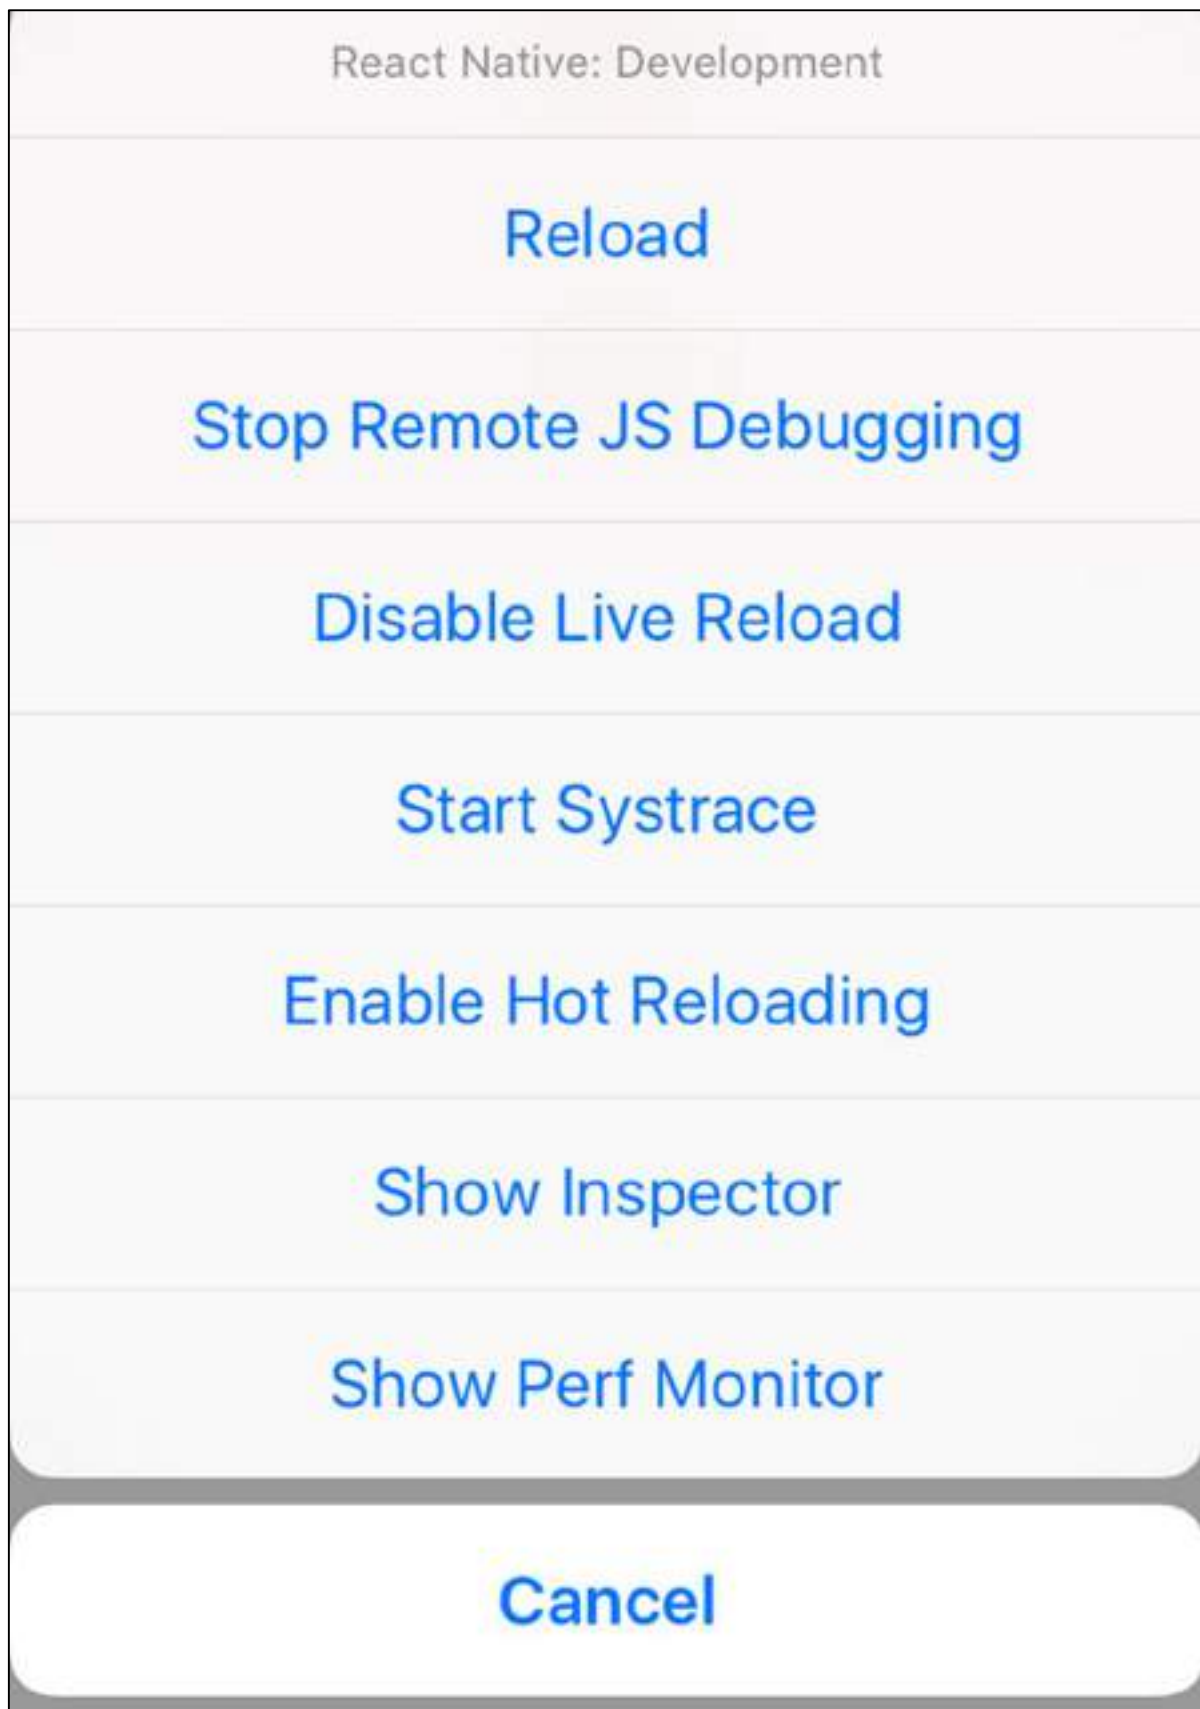 React Native: Development
Reload
Stop Remote JS Debugging
Disable Live Reload
Start Systrace
Enable Hot Reloading
Show Inspector
Show Perf Monitor
Cancel